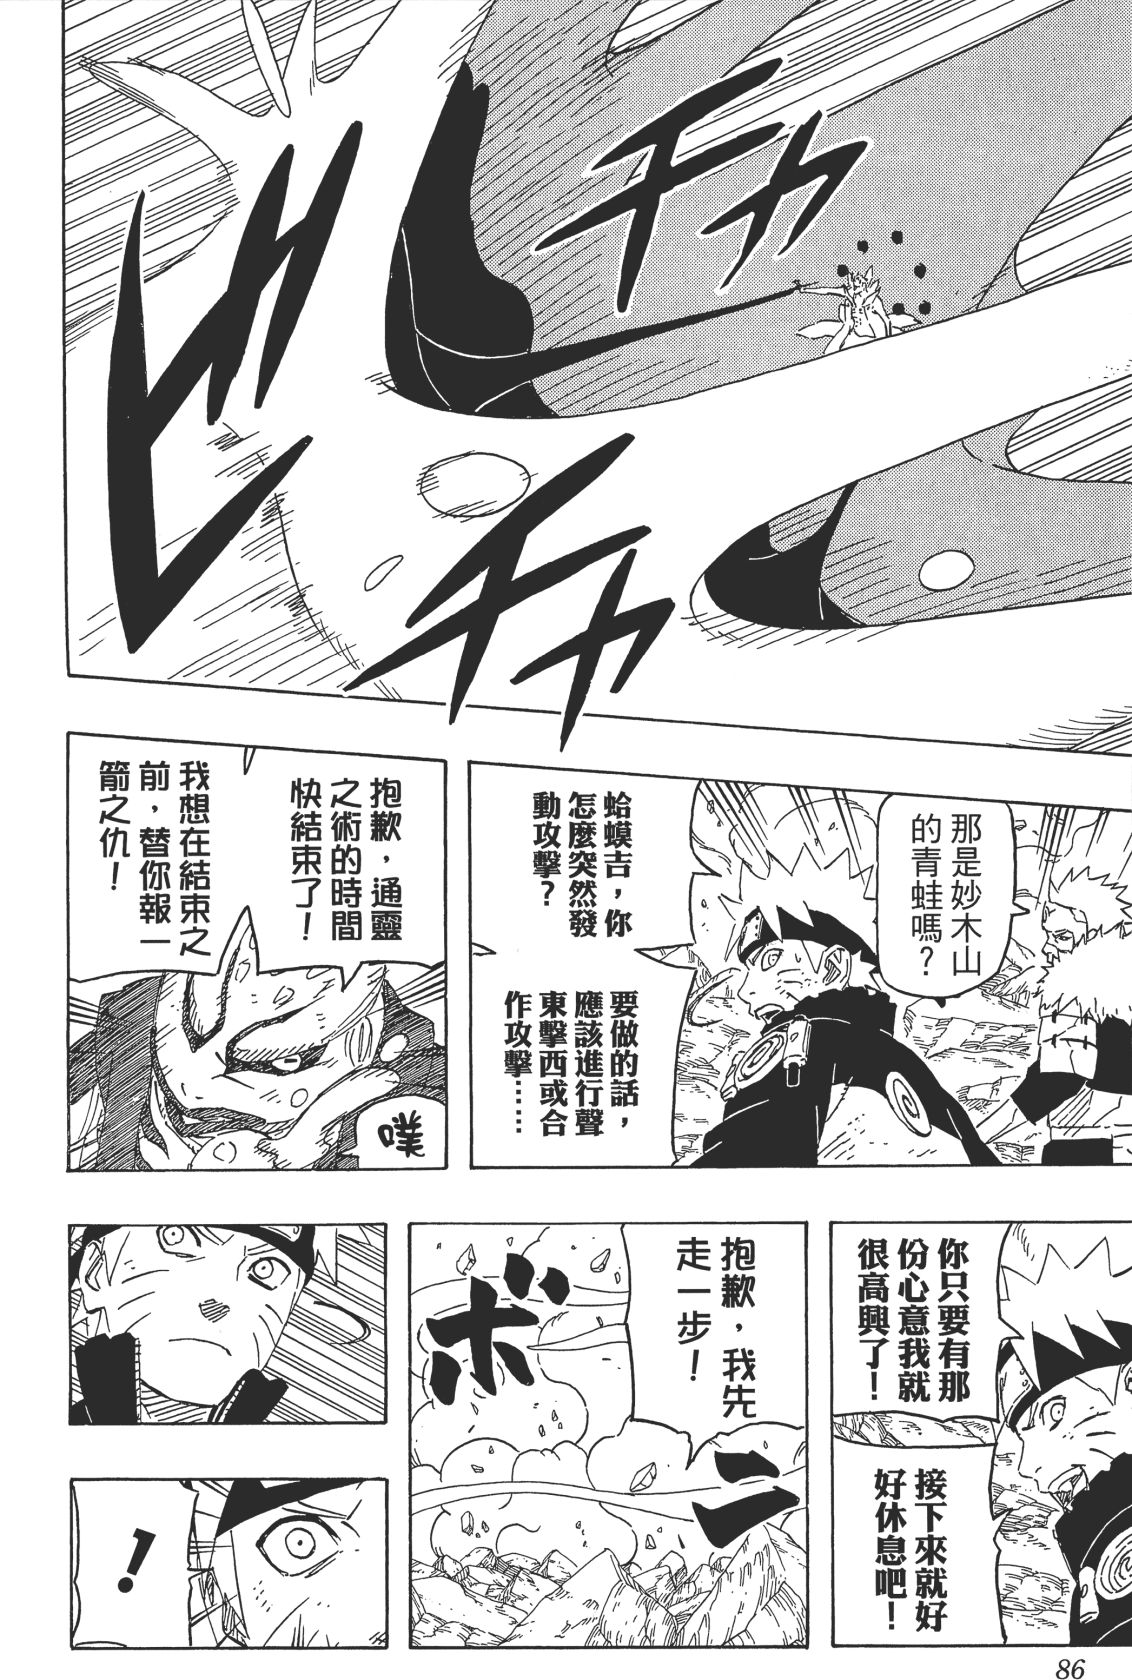 ビチャ
ビチャ
那是妙木山
的青蛙嗎？
蛤蟆吉，你
怎麼突然發
動攻擊？
要做的話，
應該進行聲
東擊西或合
作攻擊……
抱歉，通靈
之術的時間
快結束了！
我想在結束之
前，替你報一
箭之仇！
噗
你只要有那
份心意我就
很高興了！
接下來就好
好休息吧！
抱歉，我先
走一步！
ボン
！
86